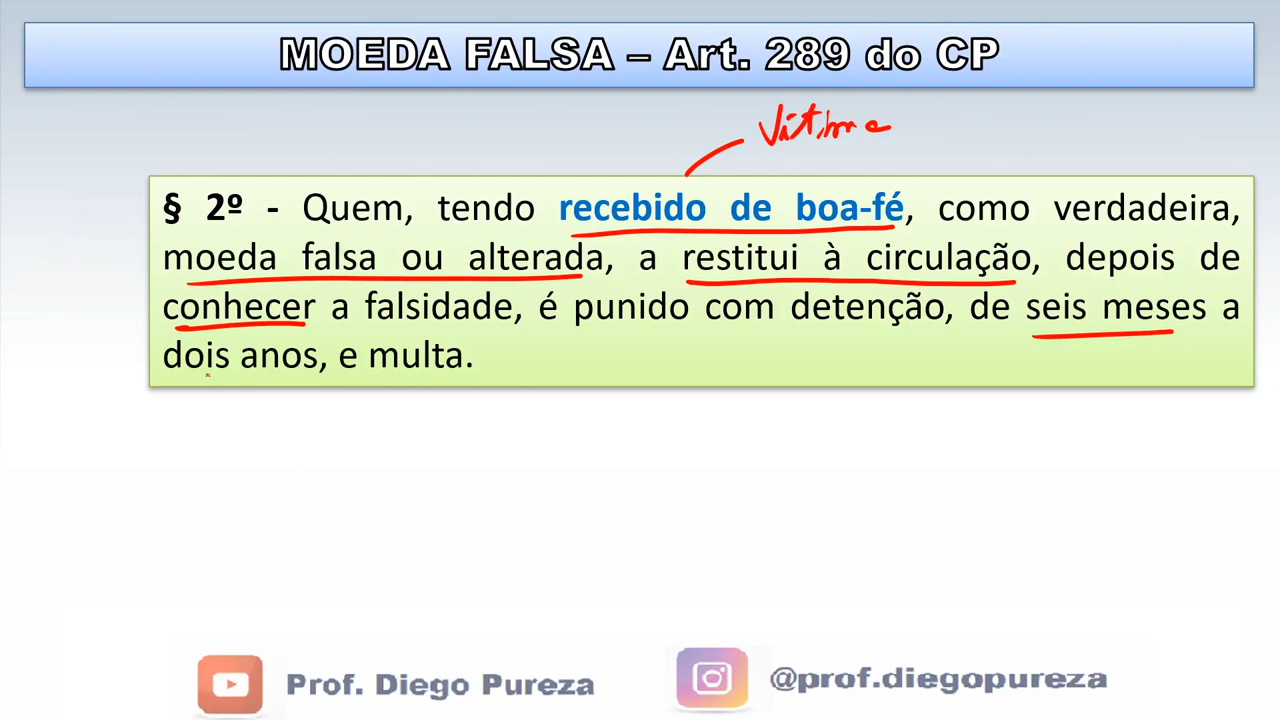 MOEDA FALSA – Art. 289 do CP
Vítima
§ 2º - Quem, tendo recebido de boa-fé, como verdadeira,
moeda falsa ou alterada, a restitui à circulação, depois de
conhecer a falsidade, é punido com detenção, de seis meses a
dois anos, e multa.
Prof. Diego Pureza
@prof.diegopureza